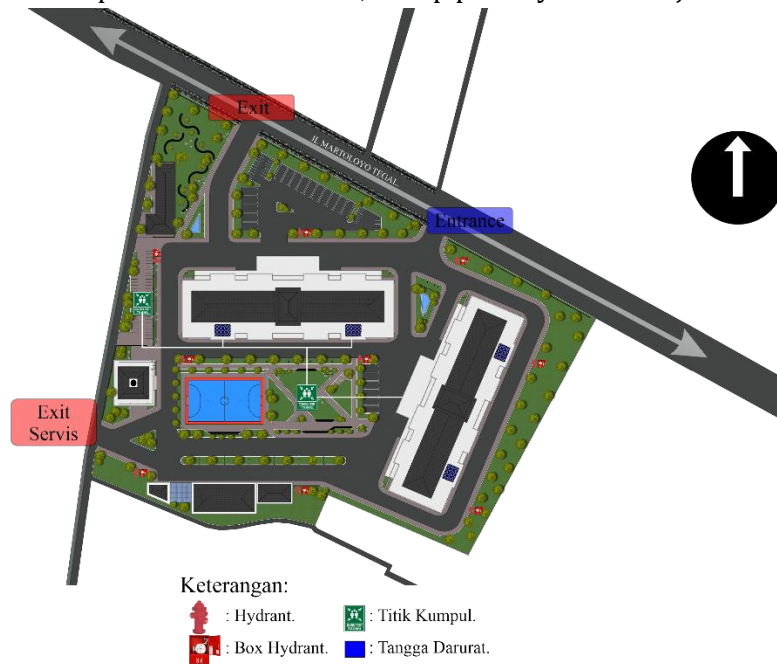 Exit
Jl. MARTOLOYO TEGAL.
Entrance
Exit
Servis
Keterangan:
: Hydrant.
: Titik Kumpul.
: Box Hydrant.
: Tangga Darurat.